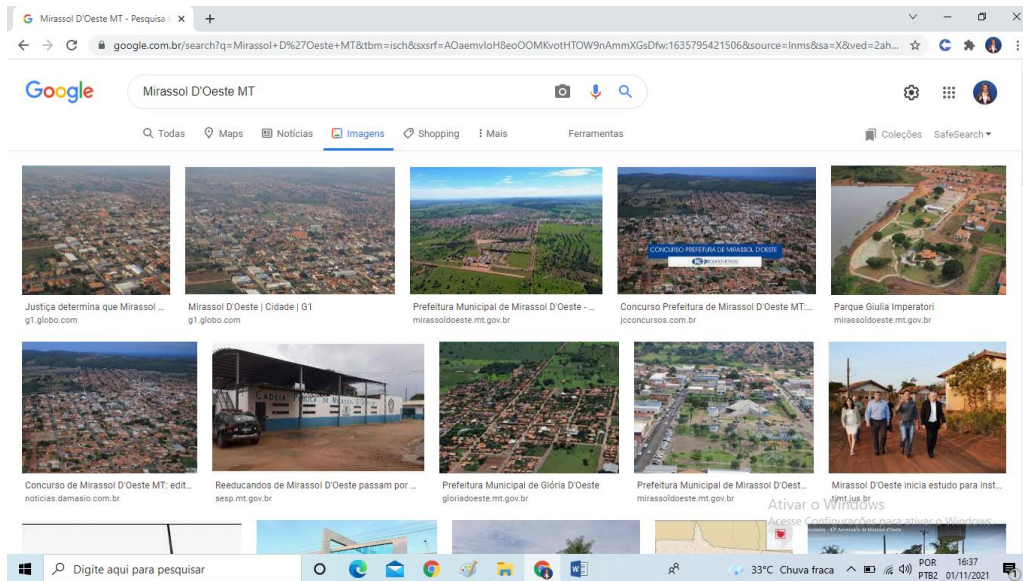 Mirassol D'Oeste MT - Pesquisa
google.com.br/search?q=Mirassol+D%27Oeste+MT&tbm=isch&sxsrf=AOaemvIoH8eoOOMKvotHTOW9nAmmXGsDfw:1635795421506&source=lnms&sa=X&ved=2ah...
Google
Mirassol D'Oeste MT
Todas Maps Notícias Imagens Shopping Mais Ferramentas Coleções SafeSearch
CONCURSO PREFEITURA DE MIRASSOL D'OESTE
Justiça determina que Mirassol ...
g1.globo.com
Mirassol D'Oeste | Cidade | G1
g1.globo.com
Prefeitura Municipal de Mirassol D'Oeste - ...
mirassoldoeste.mt.gov.br
Concurso Prefeitura de Mirassol D'Oeste MT:...
jcconcursos.com.br
Parque Giulia Imperatori
mirassoldoeste.mt.gov.br
CADEIA PÚBLICA DE MIRASSOL D'OESTE
Concurso de Mirassol D'Oeste MT: edit...
noticias.damasio.com.br
Reeducandos de Mirassol D'Oeste passam por ...
sesp.mt.gov.br
Prefeitura Municipal de Glória D'Oeste
gloriadoeste.mt.gov.br
Prefeitura Municipal de Mirassol D'Oest...
mirassoldoeste.mt.gov.br
Mirassol D'Oeste inicia estudo para inst...
tjmt.jus.br
Ativar o Windows
Acesse Configurações para ativar o Windows.
Digite aqui para pesquisar
33°C Chuva fraca
POR
PTB2
16:37
01/11/2021